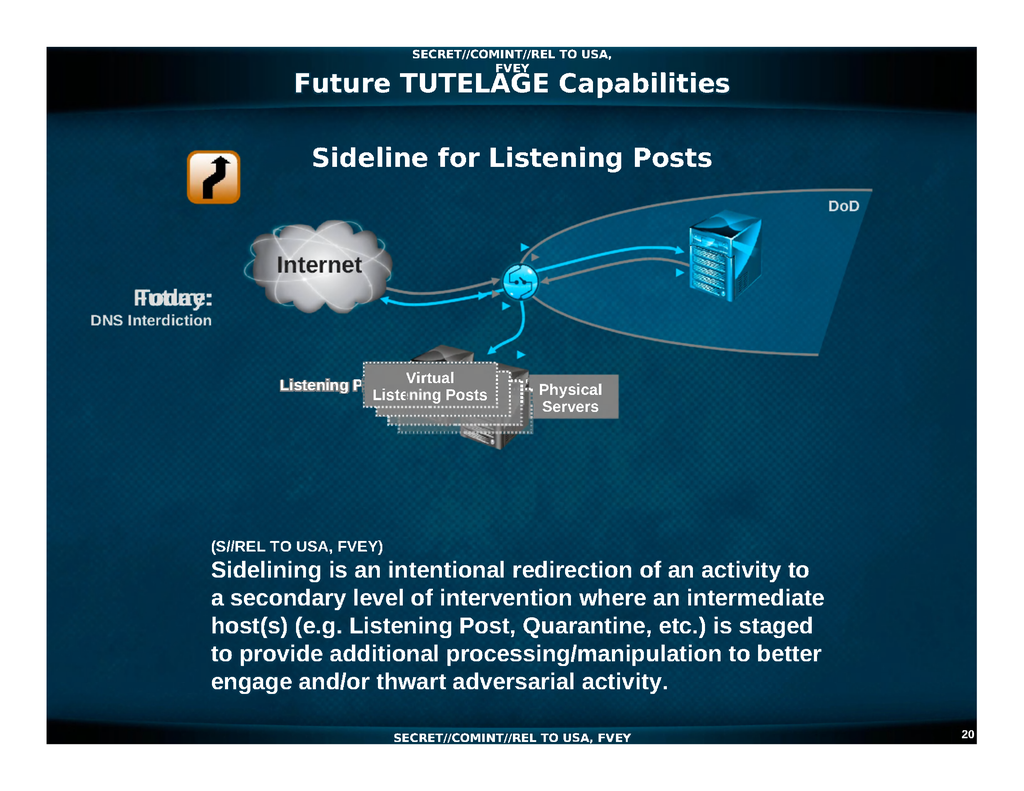 SECRET//COMINT//REL TO USA,
FVEY
Future TUTELAGE Capabilities
Sideline for Listening Posts
DoD
Internet
DNS Interdiction
Listening P
Virtual
Listening Posts
Physical
Servers
(S//REL TO USA, FVEY)
Sidelining is an intentional redirection of an activity to
a secondary level of intervention where an intermediate
host(s) (e.g. Listening Post, Quarantine, etc.) is staged
to provide additional processing/manipulation to better
engage and/or thwart adversarial activity.
SECRET//COMINT//REL TO USA, FVEY
20